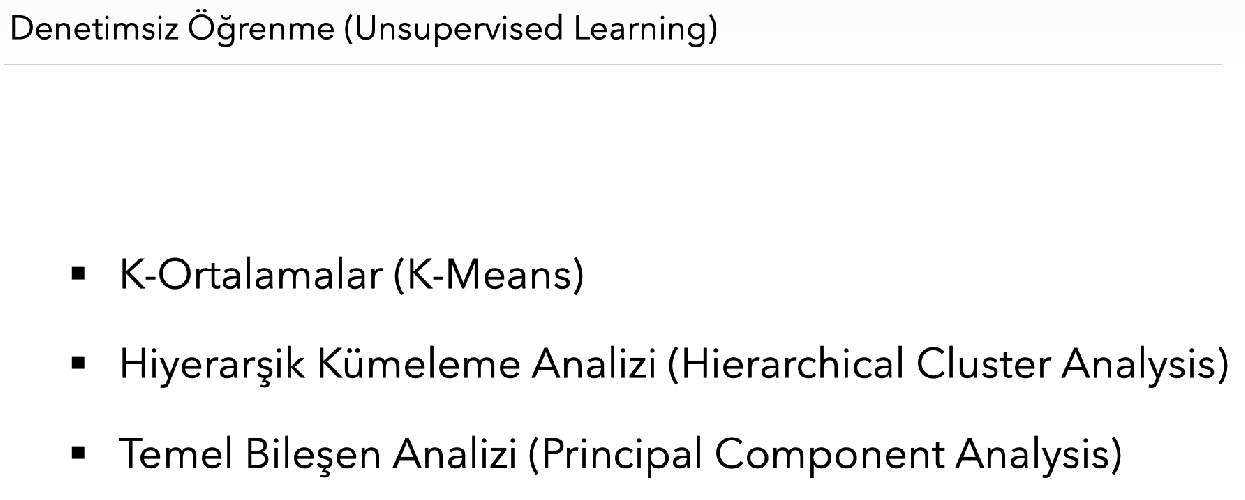 Denetimsiz Öğrenme (Unsupervised Learning)
▪ K-Ortalamalar (K-Means)
▪ Hiyerarşik Kümeleme Analizi (Hierarchical Cluster Analysis)
▪ Temel Bileşen Analizi (Principal Component Analysis)